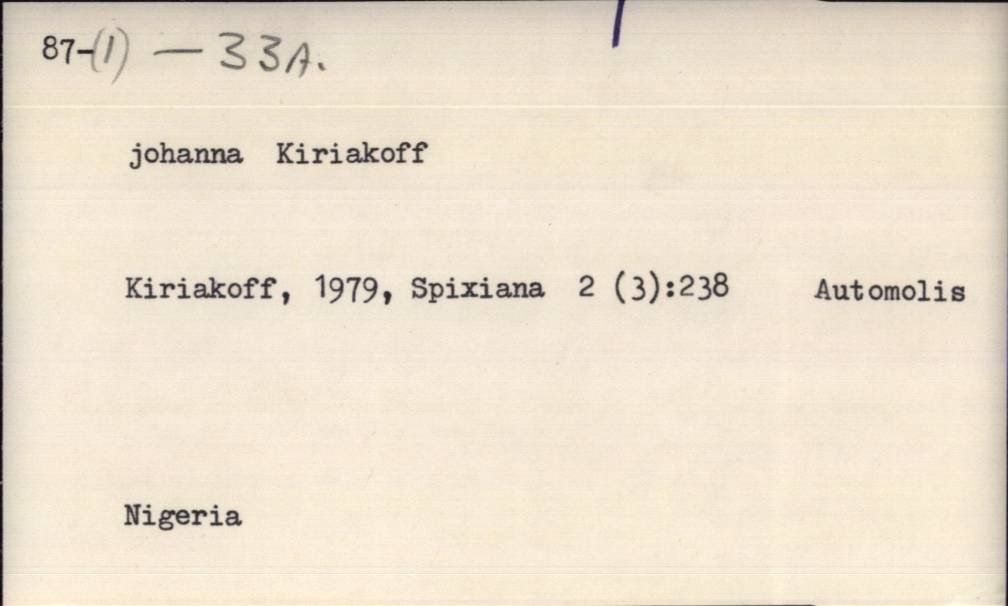 87-(1) — 33A.
johanna Kiriakoff
Kiriakoff, 1979, Spixiana 2 (3):238 Automolis
Nigeria